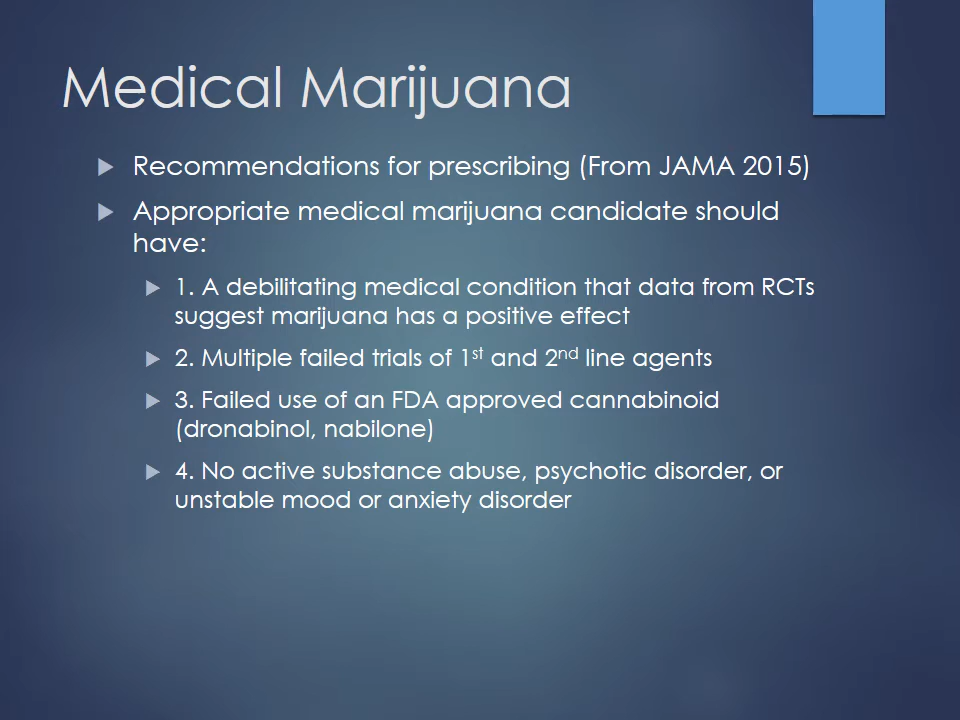 Medical Marijuana
Recommendations for prescribing (From JAMA 2015)
Appropriate medical marijuana candidate should
have:
1. A debilitating medical condition that data from RCTs
suggest marijuana has a positive effect
2. Multiple failed trials of 1st and 2nd line agents
3. Failed use of an FDA approved cannabinoid
(dronabinol, nabilone)
4. No active substance abuse, psychotic disorder, or
unstable mood or anxiety disorder